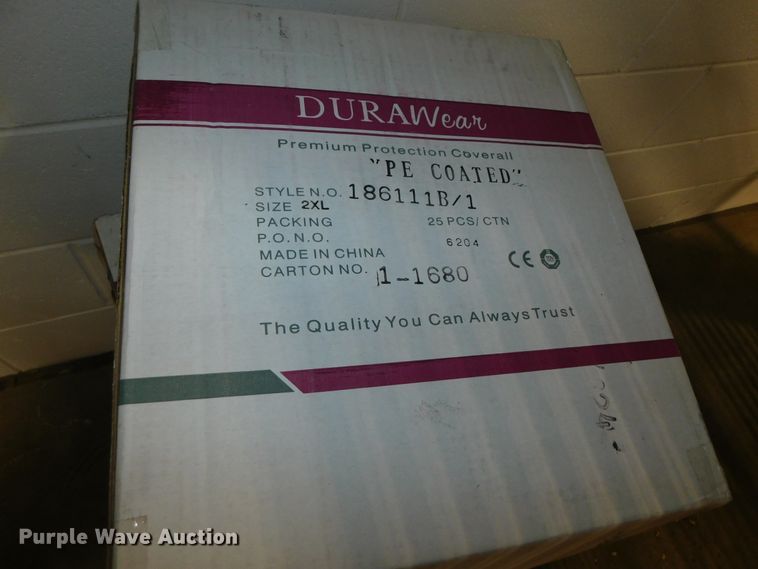 DURAWear
Premium Protection Coverall
"PE COATED"
STYLE N.O. 186111B/1
SIZE 2XL
PACKING 25 PCS/CTN
P.O.N.O. 6204
MADE IN CHINA
CARTON NO. 1-1680
CE
The Quality You Can Always Trust
Purple Wave Auction